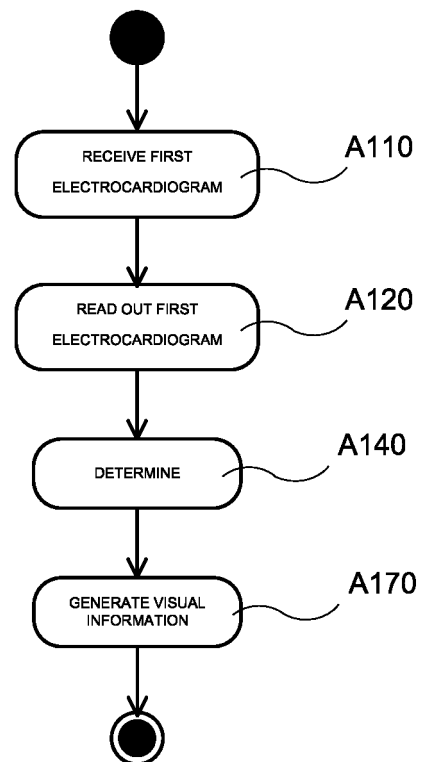 RECEIVE FIRST
ELECTROCARDIOGRAM
A110
READ OUT FIRST
ELECTROCARDIOGRAM
A120
DETERMINE
A140
GENERATE VISUAL
INFORMATION
A170